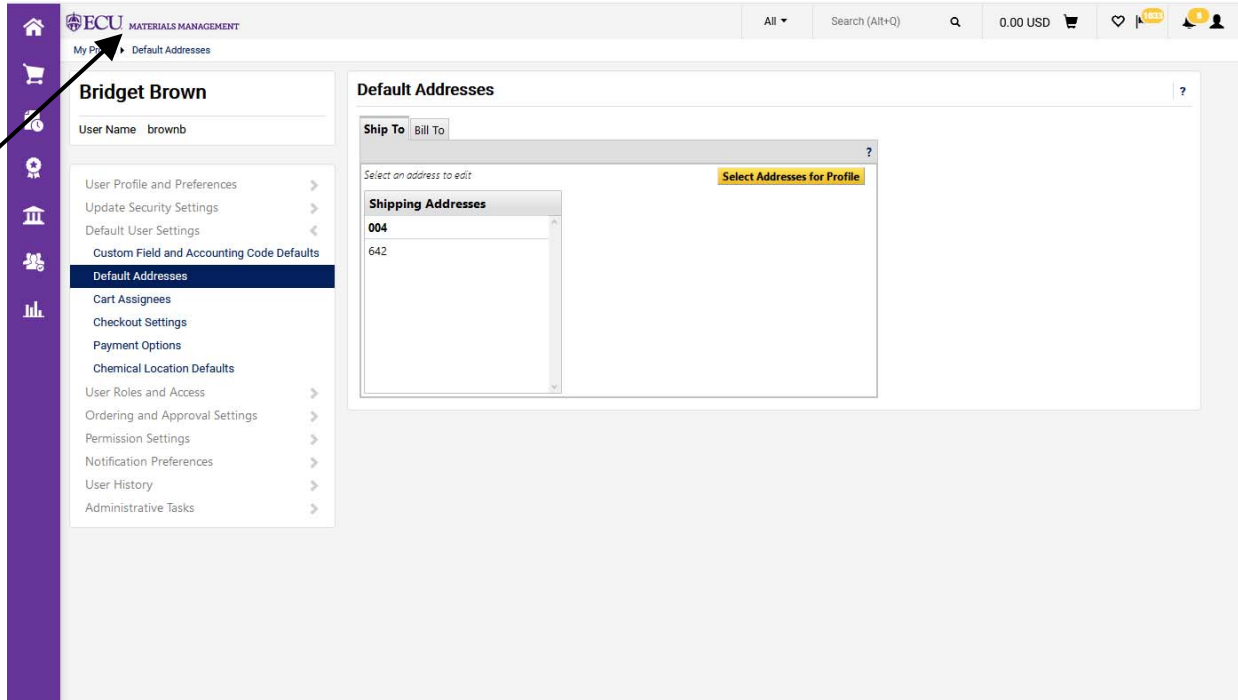 ECU MATERIALS MANAGEMENT
All
Search (Alt+Q)
0.00 USD
1033
My Default Addresses
Bridget Brown
User Name brownb
User Profile and Preferences
Update Security Settings
Default User Settings
Custom Field and Accounting Code Defaults
Default Addresses
Cart Assignees
Checkout Settings
Payment Options
Chemical Location Defaults
User Roles and Access
Ordering and Approval Settings
Permission Settings
Notification Preferences
User History
Administrative Tasks
Default Addresses
?
Ship To Bill To
?
Select an address to edit
Select Addresses for Profile
Shipping Addresses
004
642